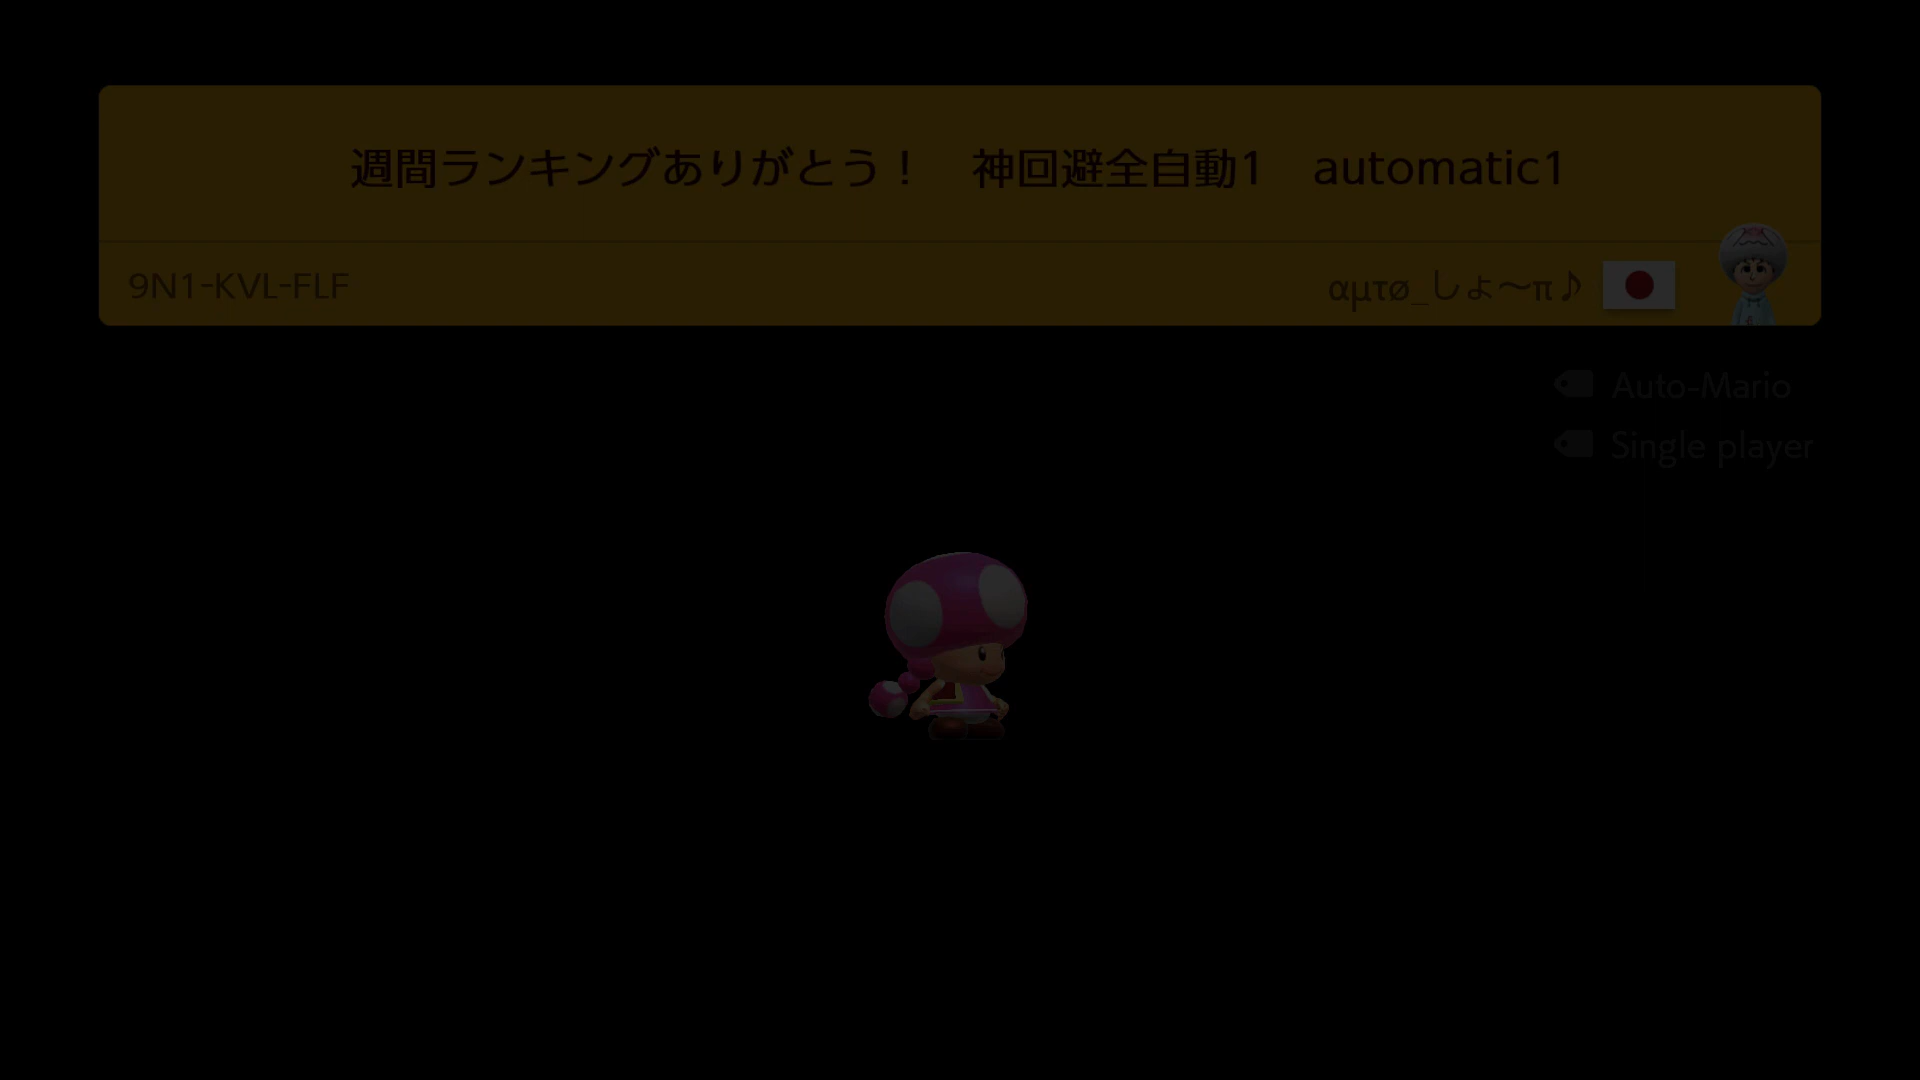 週間ランキングありがとう！　神回避全自動1　automatic1
9N1-KVL-FLF
αμτø_しょ～π♪
Auto-Mario
Single player